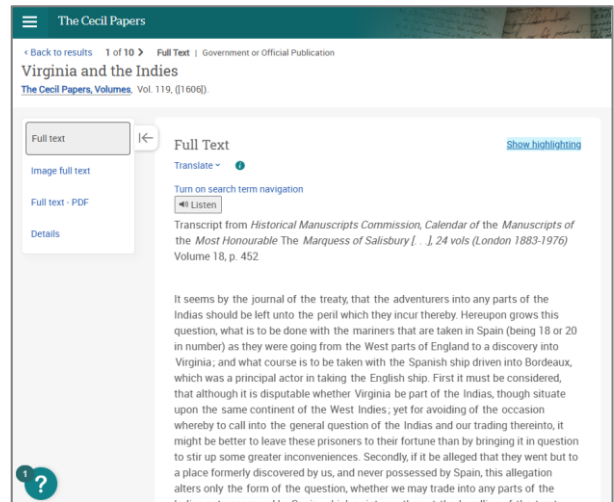 The Cecil Papers
‹ Back to results 1 of 10 › Full Text | Government or Official Publication
Virginia and the Indies
The Cecil Papers, Volumes, Vol. 119, ([1606]).
Full text
Image full text
Full text - PDF
Details
Full Text
Show highlighting
Translate
Turn on search term navigation
Listen
Transcript from Historical Manuscripts Commission, Calendar of the Manuscripts of
the Most Honourable The Marquess of Salisbury [. . .], 24 vols (London 1883-1976)
Volume 18, p. 452
It seems by the journal of the treaty, that the adventurers into any parts of the
Indias should be left unto the peril which they incur thereby. Hereupon grows this
question, what is to be done with the mariners that are taken in Spain (being 18 or 20
in number) as they were going from the West parts of England to a discovery into
Virginia; and what course is to be taken with the Spanish ship driven into Bordeaux,
which was a principal actor in taking the English ship. First it must be considered,
that although it is disputable whether Virginia be part of the Indias, though situate
upon the same continent of the West Indies; yet for avoiding of the occasion
whereby to call into the general question of the Indias and our trading thereinto, it
might be better to leave these prisoners to their fortune than by bringing it in question
to stir up some greater inconveniences. Secondly, if it be alleged that they went but to
a place formerly discovered by us, and never possessed by Spain, this allegation
alters only the form of the question, whether we may trade into any parts of the
1
?